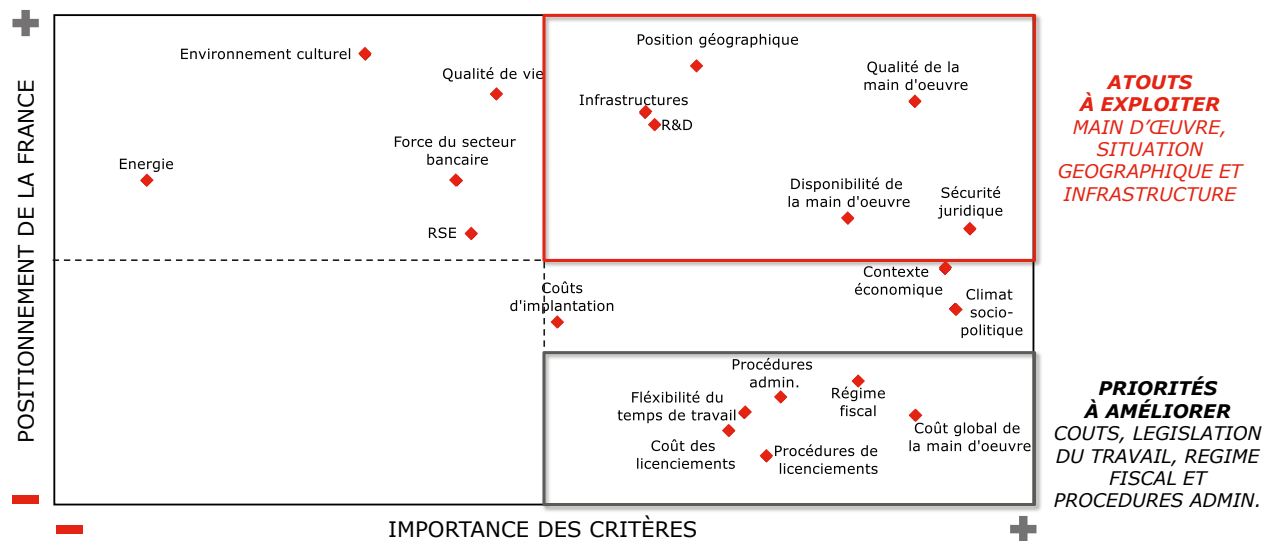 POSITIONNEMENT DE LA FRANCE
Environnement culturel
Qualité de vie
Energie
Force du secteur
bancaire
RSE
Position géographique
Infrastructures
R&D
Qualité de la
main d'oeuvre
Disponibilité de
la main d'oeuvre
Sécurité
juridique
Coûts
d'implantation
Contexte
économique
Climat
socio-
politique
Procédures
admin.
Fléxibilité du
temps de travail
Régime
fiscal
Coût des
licenciements
Procédures de
licenciements
Coût global de
la main d'oeuvre
ATOUTS
À EXPLOITER
MAIN D'ŒUVRE,
SITUATION
GEOGRAPHIQUE ET
INFRASTRUCTURE
PRIORITÉS
À AMÉLIORER
COUTS, LEGISLATION
DU TRAVAIL, REGIME
FISCAL ET
PROCEDURES ADMIN.
IMPORTANCE DES CRITÈRES